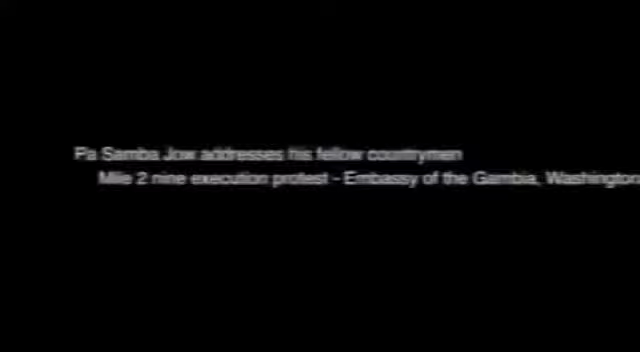 Pa Samba Jow addresses his fellow countrymen
Mile 2 nine execution protest - Embassy of the Gambia, Washington